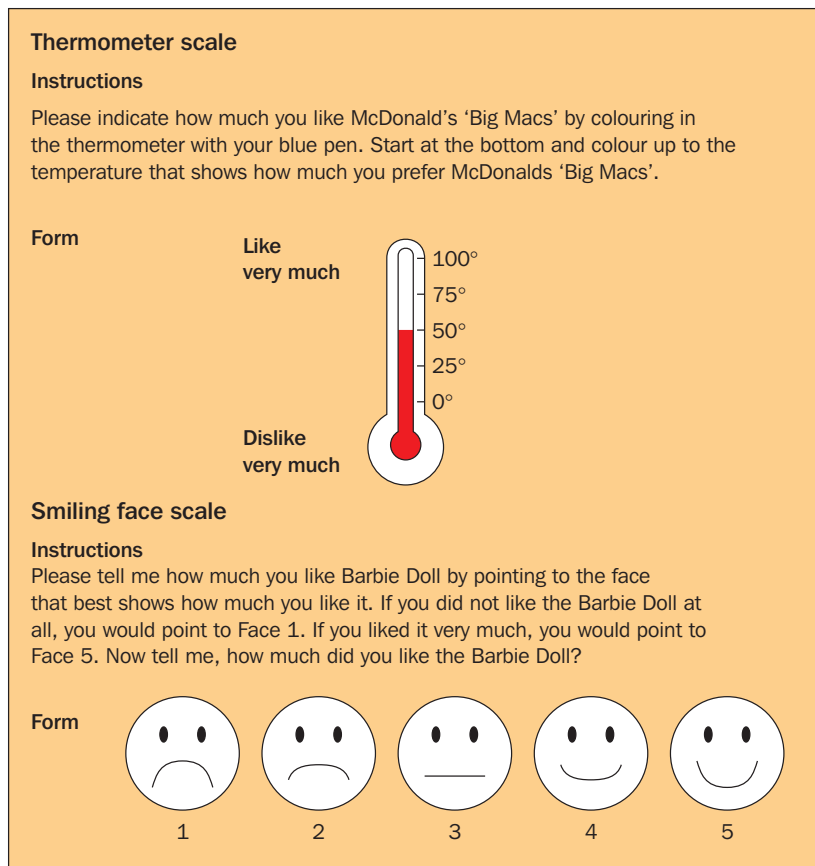 Thermometer scale
Instructions
Please indicate how much you like McDonald's ‘Big Macs’ by colouring in
the thermometer with your blue pen. Start at the bottom and colour up to the
temperature that shows how much you prefer McDonalds ‘Big Macs’.
Form
Like
very much
100°
75°
50°
25°
0°
Dislike
very much
Smiling face scale
Instructions
Please tell me how much you like Barbie Doll by pointing to the face
that best shows how much you like it. If you did not like the Barbie Doll at
all, you would point to Face 1. If you liked it very much, you would point to
Face 5. Now tell me, how much did you like the Barbie Doll?
Form
1 2 3 4 5